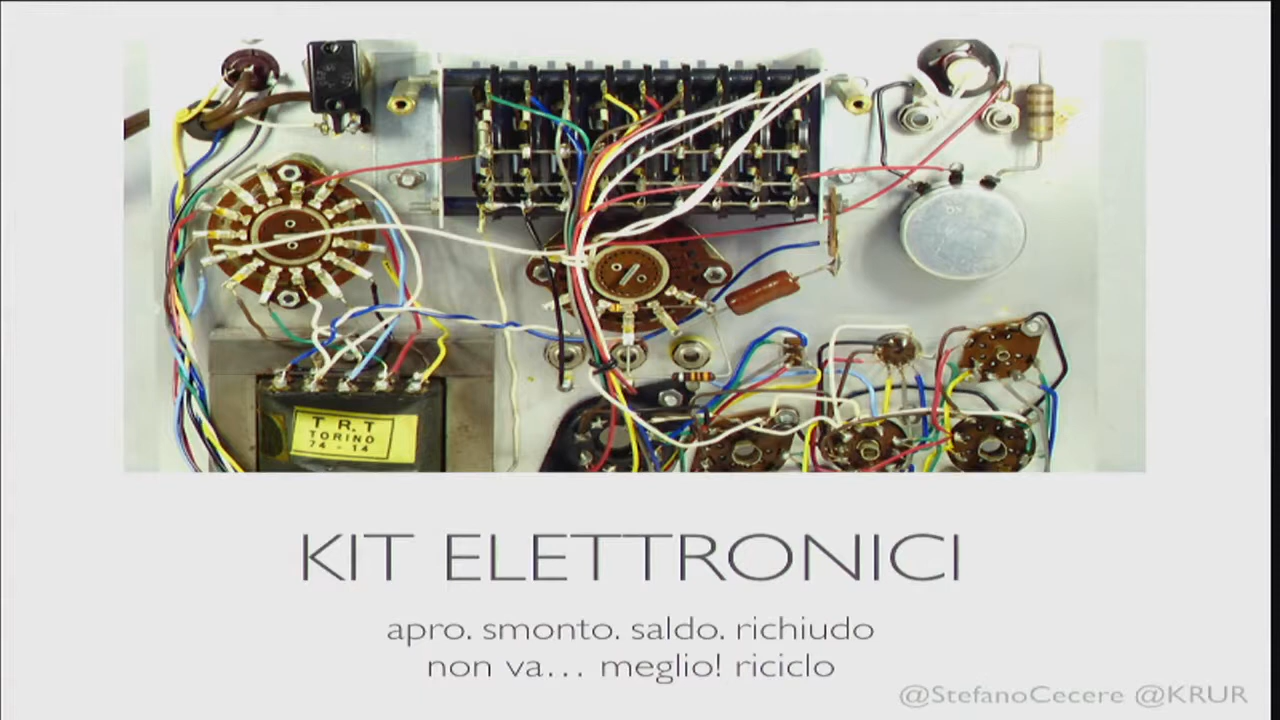 T R.T
TORINO
74 - 14
KIT ELETTRONICI
apro. smonto. saldo. richiudo
non va... meglio! riciclo
@StefanoCecere @KRUR